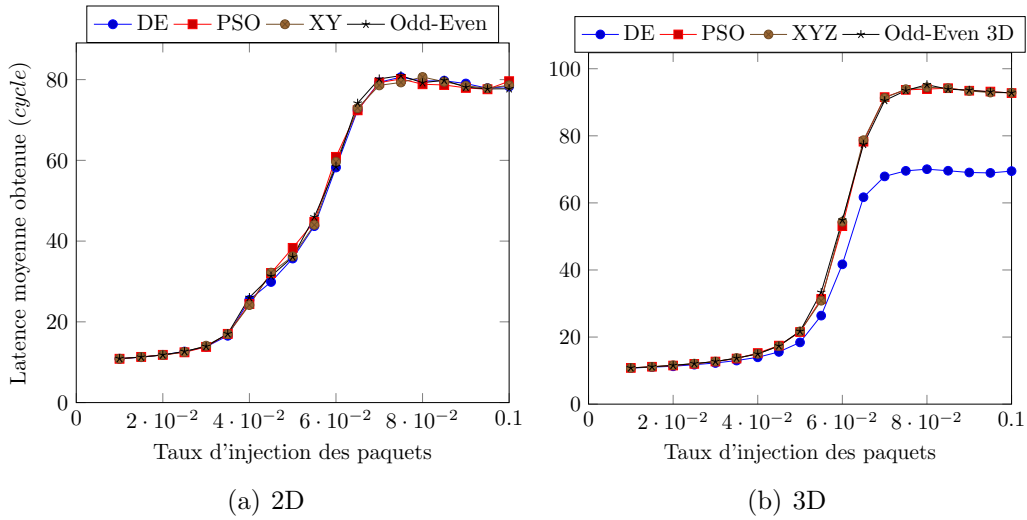 DE PSO XY Odd-Even
80
60
40
20
0
0
2 · 10⁻²
4 · 10⁻²
6 · 10⁻²
8 · 10⁻²
0.1
Latence moyenne obtenue (cycle)
Taux d'injection des paquets
(a) 2D
DE PSO XYZ Odd-Even 3D
100
80
60
40
20
0
0
2 · 10⁻²
4 · 10⁻²
6 · 10⁻²
8 · 10⁻²
0.1
Taux d'injection des paquets
(b) 3D